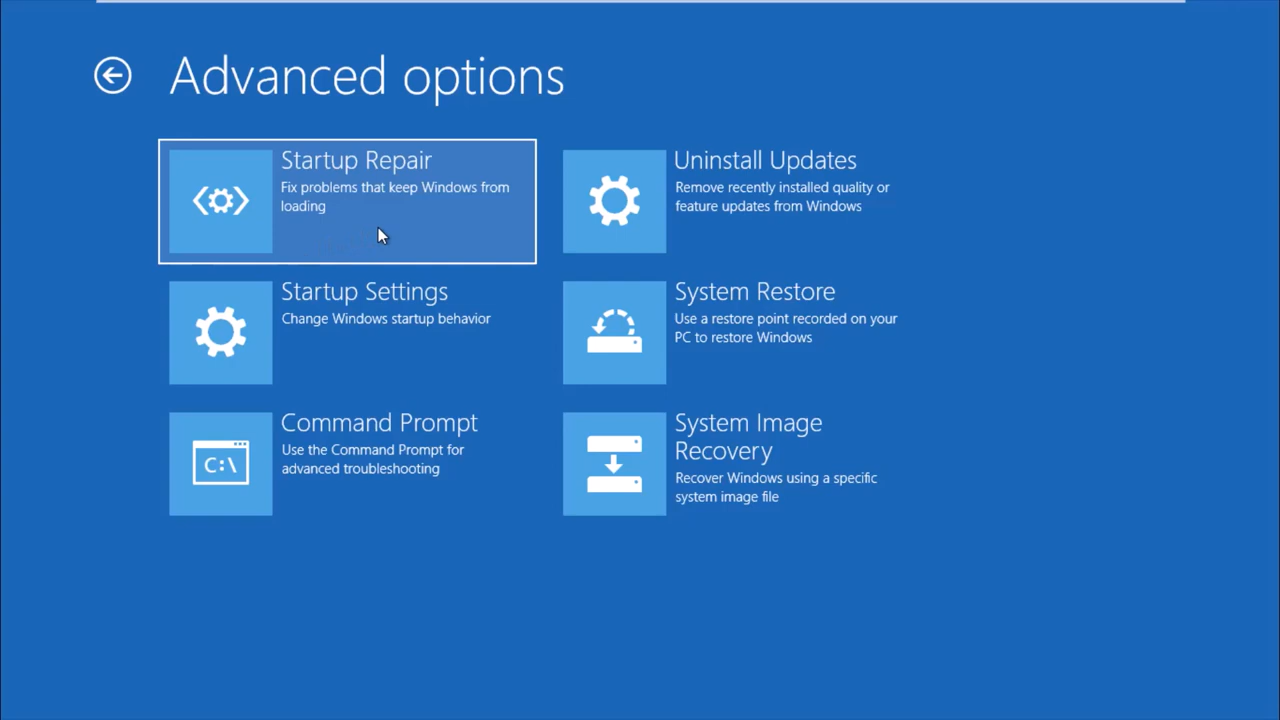 Advanced options
Startup Repair
Fix problems that keep Windows from
loading
Uninstall Updates
Remove recently installed quality or
feature updates from Windows
Startup Settings
Change Windows startup behavior
System Restore
Use a restore point recorded on your
PC to restore Windows
C:\
Command Prompt
Use the Command Prompt for
advanced troubleshooting
System Image
Recovery
Recover Windows using a specific
system image file